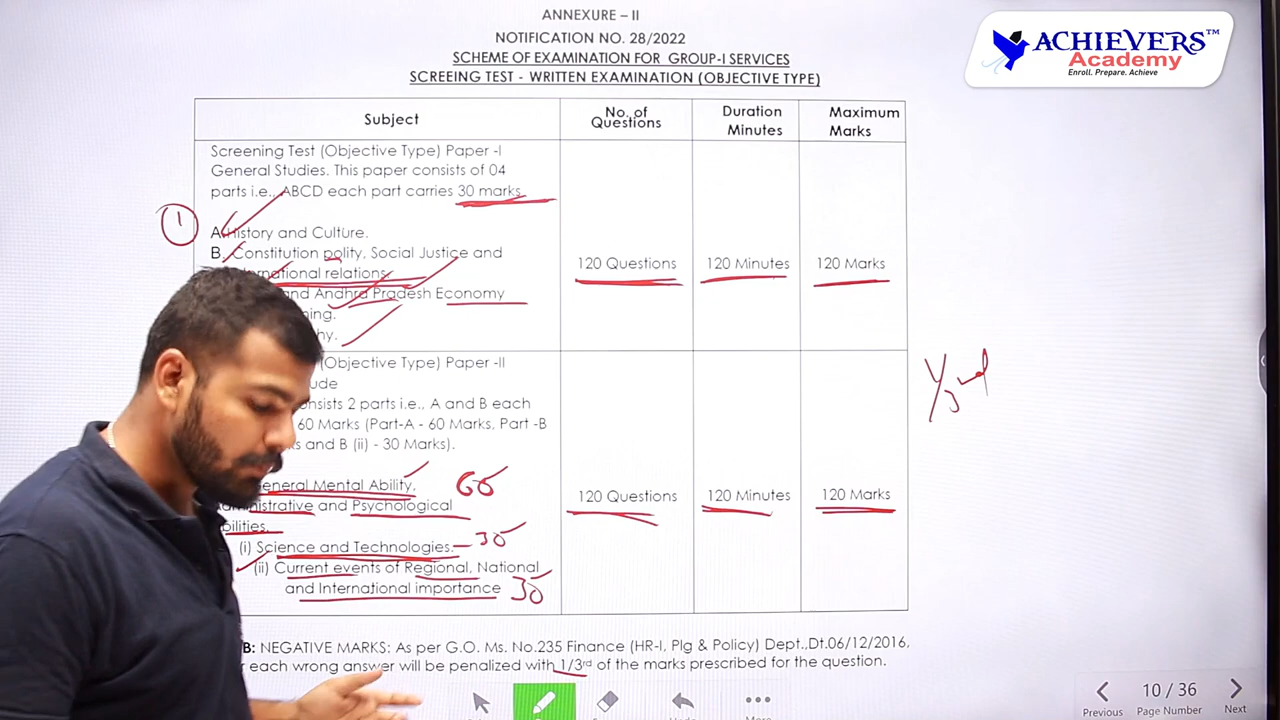 ANNEXURE – II
NOTIFICATION NO. 28/2022
SCHEME OF EXAMINATION FOR GROUP-I SERVICES
SCREEING TEST - WRITTEN EXAMINATION (OBJECTIVE TYPE)
ACHIEVERS™
Academy
Enroll. Prepare. Achieve
Subject
No. of
Questions
Duration
Minutes
Maximum
Marks
Screening Test (Objective Type) Paper -I
General Studies. This paper consists of 04
parts i.e., ABCD each part carries 30 marks
1
A History and Culture.
B. Constitution polity, Social Justice and
relations
and Andhra Pradesh Economy
120 Questions
120 Minutes
120 Marks
(Objective Type) Paper -II
2 parts i.e., A and B each
60 Marks (Part-A - 60 Marks, Part -B
and B (ii) - 30 Marks).
General Mental Ability, 60
and Psychological
(i) Science and Technologies. – 30
(ii) Current events of Regional, National
and International importance 30
120 Questions
120 Minutes
120 Marks
1/3rd
B: NEGATIVE MARKS: As per G.O. Ms. No.235 Finance (HR-I, Plg & Policy) Dept.,Dt.06/12/2016,
each wrong answer will be penalized with 1/3rd of the marks prescribed for the question.
Previous
10 / 36
Page Number
Next